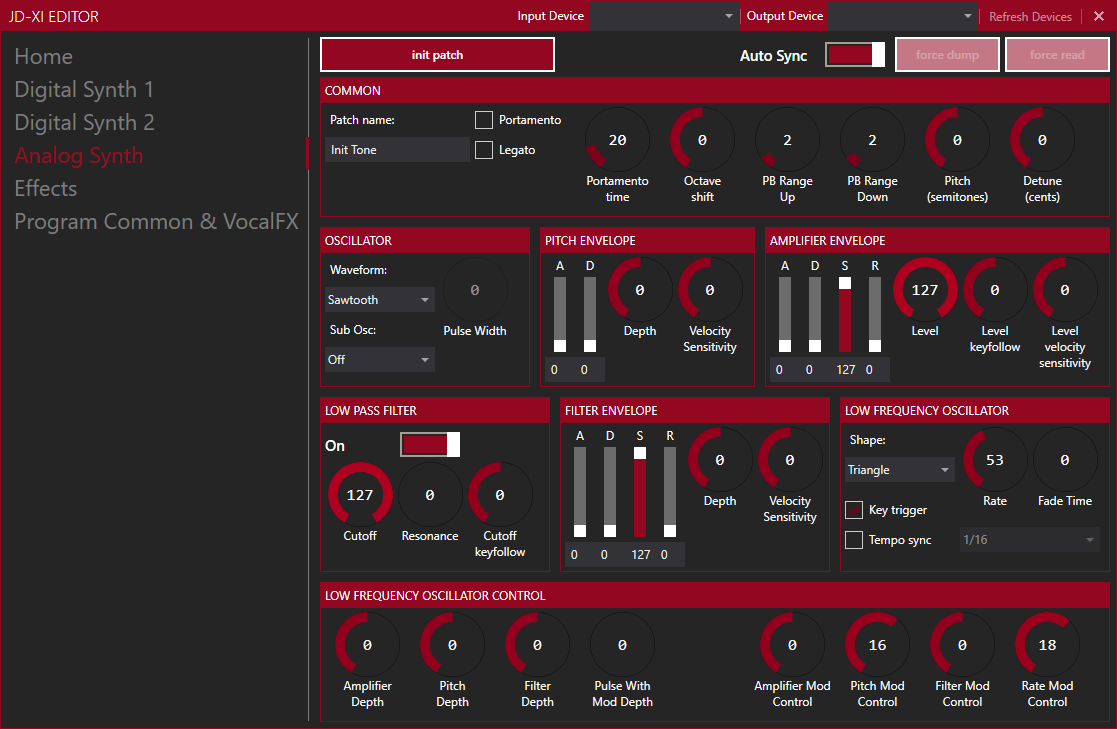 JD-XI EDITOR
Input Device
Output Device
Refresh Devices
Home
Digital Synth 1
Digital Synth 2
Analog Synth
Effects
Program Common & VocalFX
init patch
Auto Sync
force dump
force read
COMMON
Patch name:
Init Tone
Portamento
Legato
20
Portamento
time
0
Octave
shift
2
PB Range
Up
2
PB Range
Down
0
Pitch
(semitones)
0
Detune
(cents)
OSCILLATOR
Waveform:
Sawtooth
Sub Osc:
Off
0
Pulse Width
PITCH ENVELOPE
A D
0 0
0
Depth
0
Velocity
Sensitivity
AMPLIFIER ENVELOPE
A D S R
0 0 127 0
127
Level
0
Level
keyfollow
0
Level
velocity
sensitivity
LOW PASS FILTER
On
127
Cutoff
0
Resonance
0
Cutoff
keyfollow
FILTER ENVELOPE
A D S R
0 0 127 0
0
Depth
0
Velocity
Sensitivity
LOW FREQUENCY OSCILLATOR
Shape:
Triangle
Key trigger
Tempo sync
53
Rate
0
Fade Time
1/16
LOW FREQUENCY OSCILLATOR CONTROL
0
Amplifier
Depth
0
Pitch
Depth
0
Filter
Depth
0
Pulse With
Mod Depth
0
Amplifier Mod
Control
16
Pitch Mod
Control
0
Filter Mod
Control
18
Rate Mod
Control